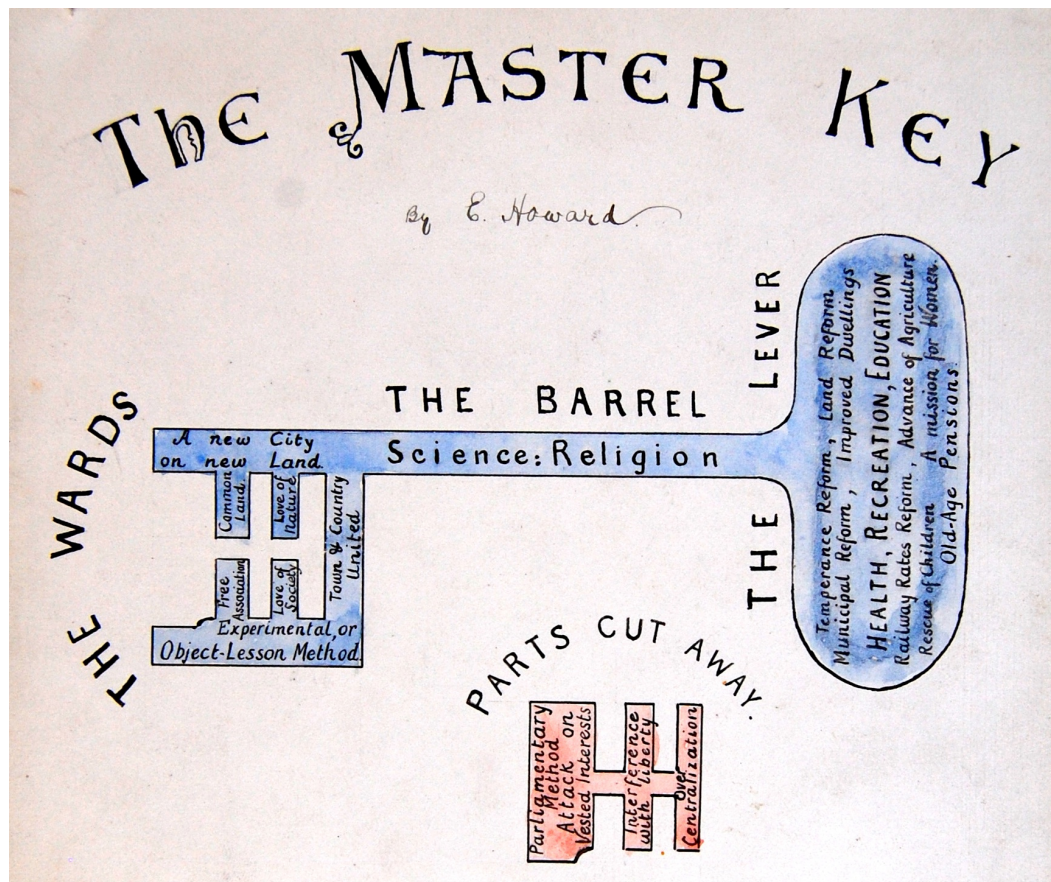 The MASTER KEY
By E. Howard.
THE WARDS
THE BARREL
THE LEVER
A new City
on new Land.
Science: Religion
Common
Land.
Love of
Nature
Town & Country
United
Free
Association
Love of
Society
Experimental, or
Object-Lesson Method.
Temperance Reform, Land Reform
Municipal Reform, Improved Dwellings
HEALTH, RECREATION, EDUCATION
Railway Rates Reform, Advance of Agriculture
Rescue of Children A mission for Women.
Old-Age Pensions.
PARTS CUT AWAY.
Parliamentary
Method
Attack on
Vested Interests
Interference
with liberty
Over
Centralization